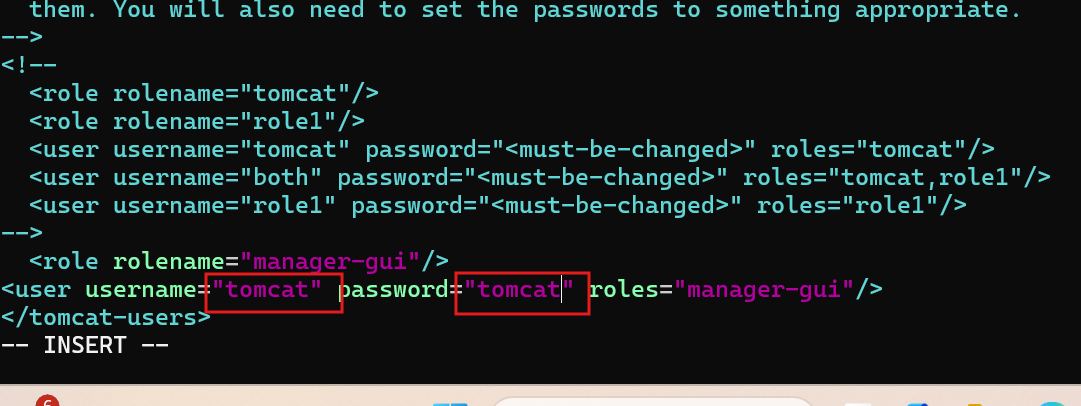 them. You will also need to set the passwords to something appropriate.
-->
<!--
<role rolename="tomcat"/>
<role rolename="role1"/>
<user username="tomcat" password="<must-be-changed>" roles="tomcat"/>
<user username="both" password="<must-be-changed>" roles="tomcat,role1"/>
<user username="role1" password="<must-be-changed>" roles="role1"/>
-->
<role rolename="manager-gui"/>
<user username="tomcat" password="tomcat" roles="manager-gui"/>
</tomcat-users>
-- INSERT --